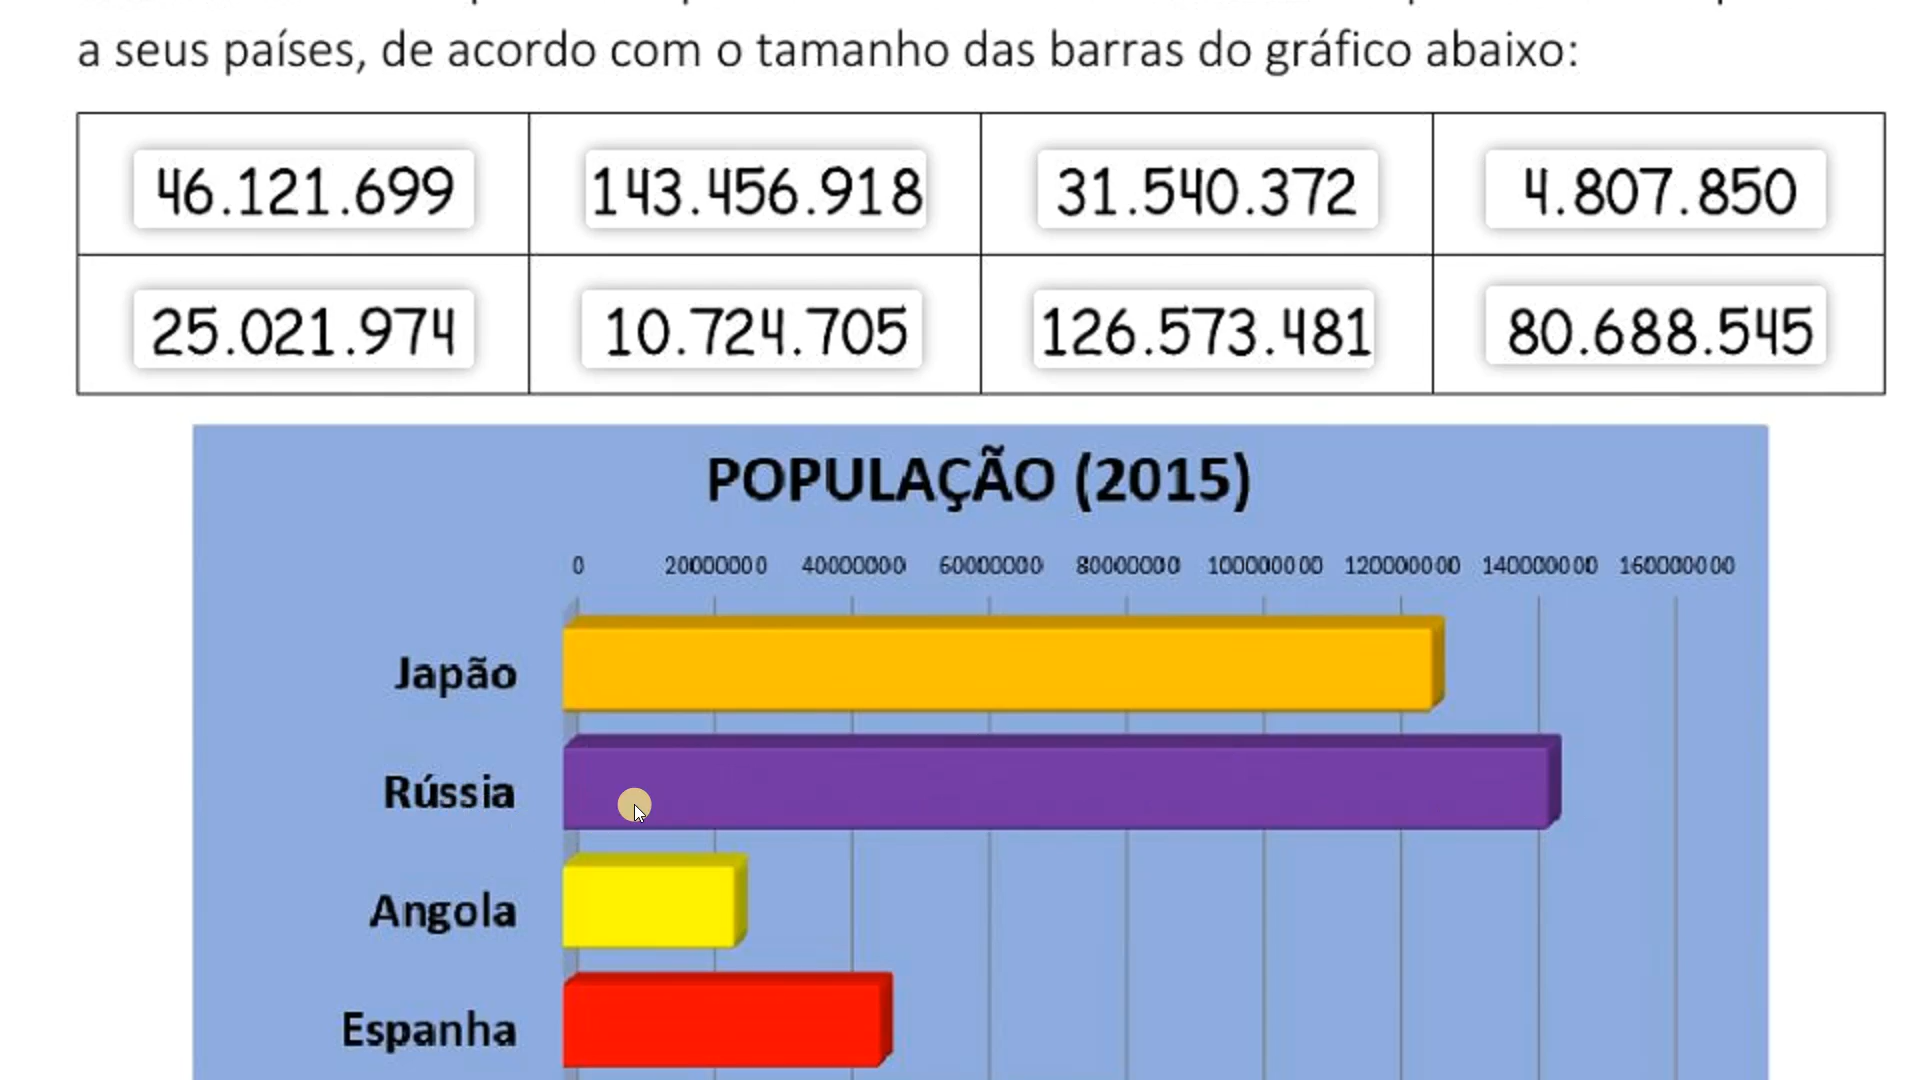 a seus países, de acordo com o tamanho das barras do gráfico abaixo:
46.121.699 143.456.918 31.540.372 4.807.850
25.021.974 10.724.705 126.573.481 80.688.545
POPULAÇÃO (2015)
0 20000000 40000000 60000000 80000000 100000000 120000000 140000000 160000000
Japão
Rússia
Angola
Espanha